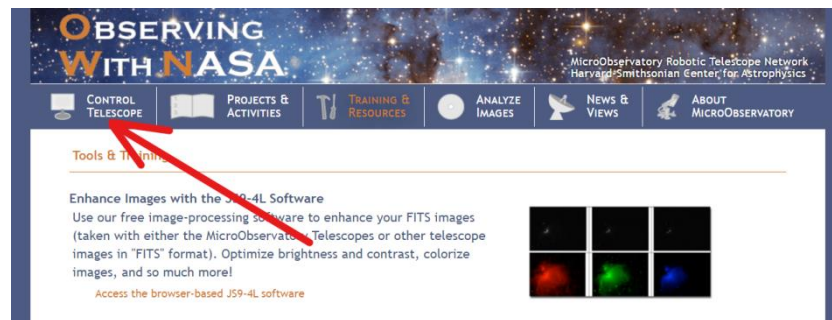 OBSERVING
WITH NASA
MicroObservatory Robotic Telescope Network
Harvard-Smithsonian Center for Astrophysics
CONTROL
TELESCOPE
PROJECTS &
ACTIVITIES
TRAINING &
RESOURCES
ANALYZE
IMAGES
NEWS &
VIEWS
ABOUT
MICROOBSERVATORY
Tools & Training
Enhance Images with the JS9-4L Software
Use our free image-processing software to enhance your FITS images
(taken with either the MicroObservatory Telescopes or other telescope
images in "FITS" format). Optimize brightness and contrast, colorize
images, and so much more!
Access the browser-based JS9-4L software